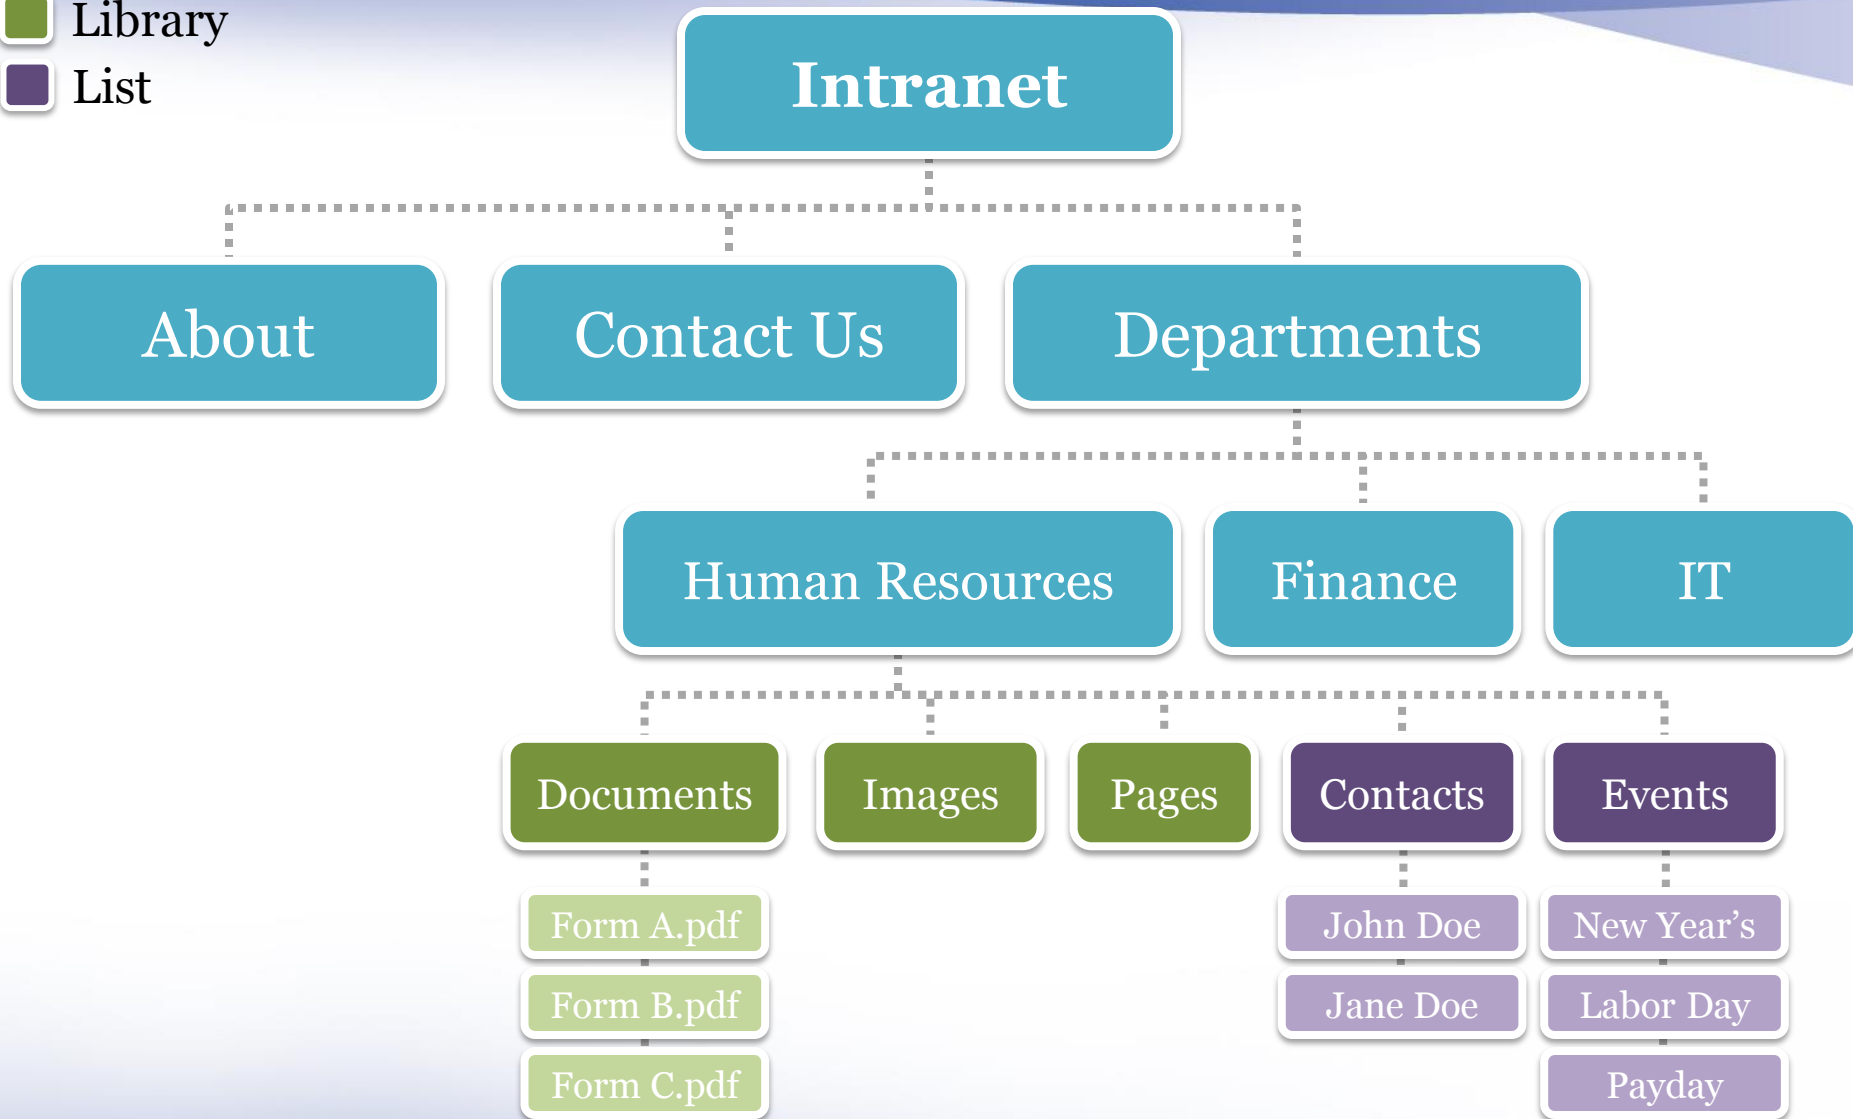 Library
List
Intranet
About
Contact Us
Departments
Human Resources
Finance
IT
Documents
Images
Pages
Contacts
Events
Form A.pdf
John Doe
New Year’s
Form B.pdf
Jane Doe
Labor Day
Form C.pdf
Payday